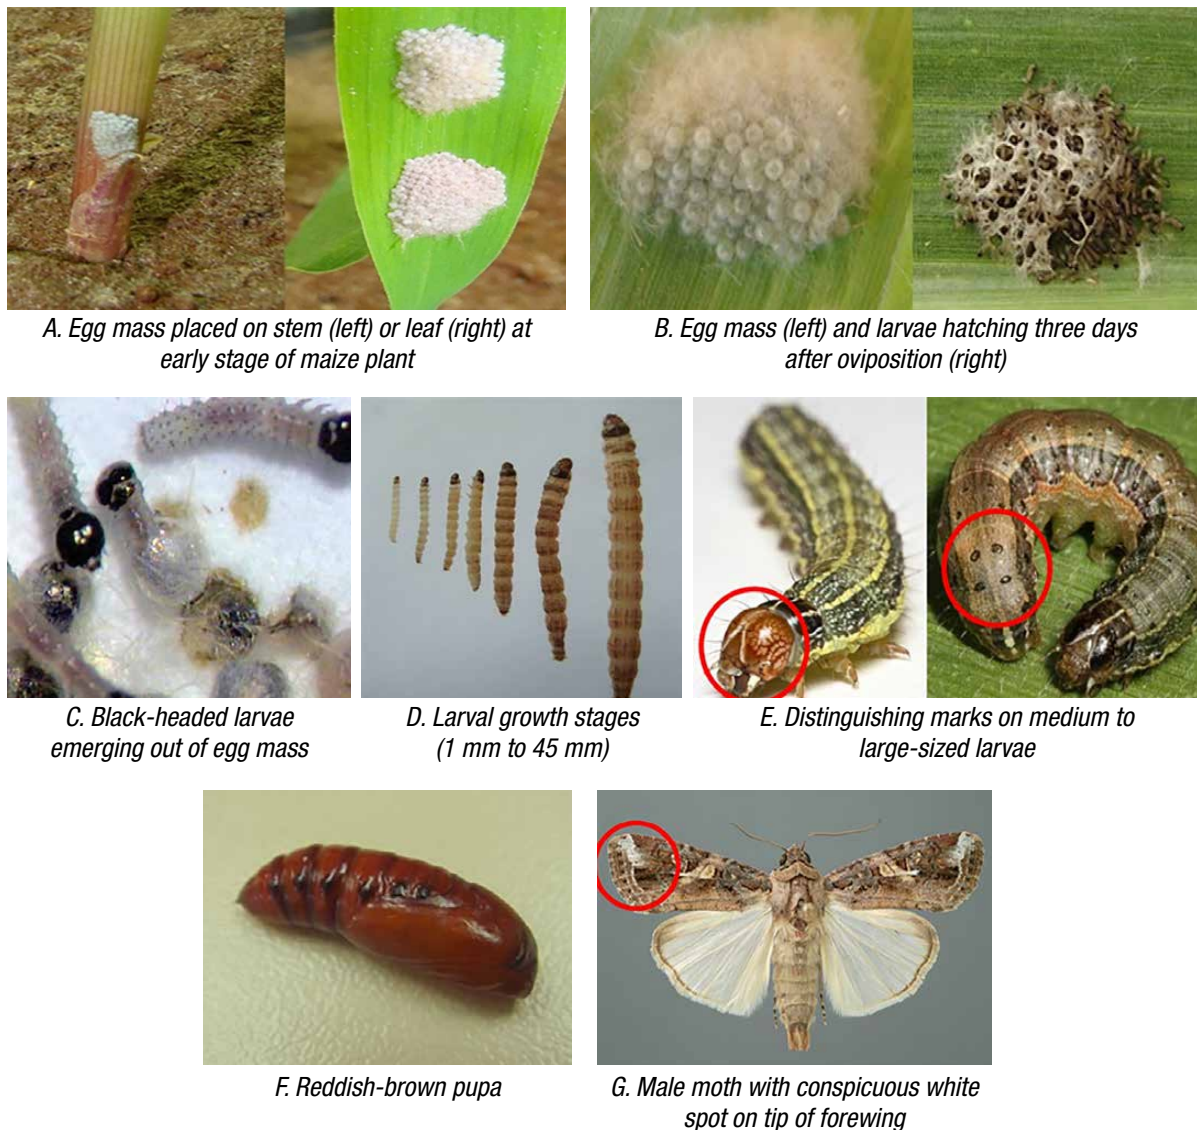 A. Egg mass placed on stem (left) or leaf (right) at
early stage of maize plant
B. Egg mass (left) and larvae hatching three days
after oviposition (right)
C. Black-headed larvae
emerging out of egg mass
D. Larval growth stages
(1 mm to 45 mm)
E. Distinguishing marks on medium to
large-sized larvae
F. Reddish-brown pupa
G. Male moth with conspicuous white
spot on tip of forewing